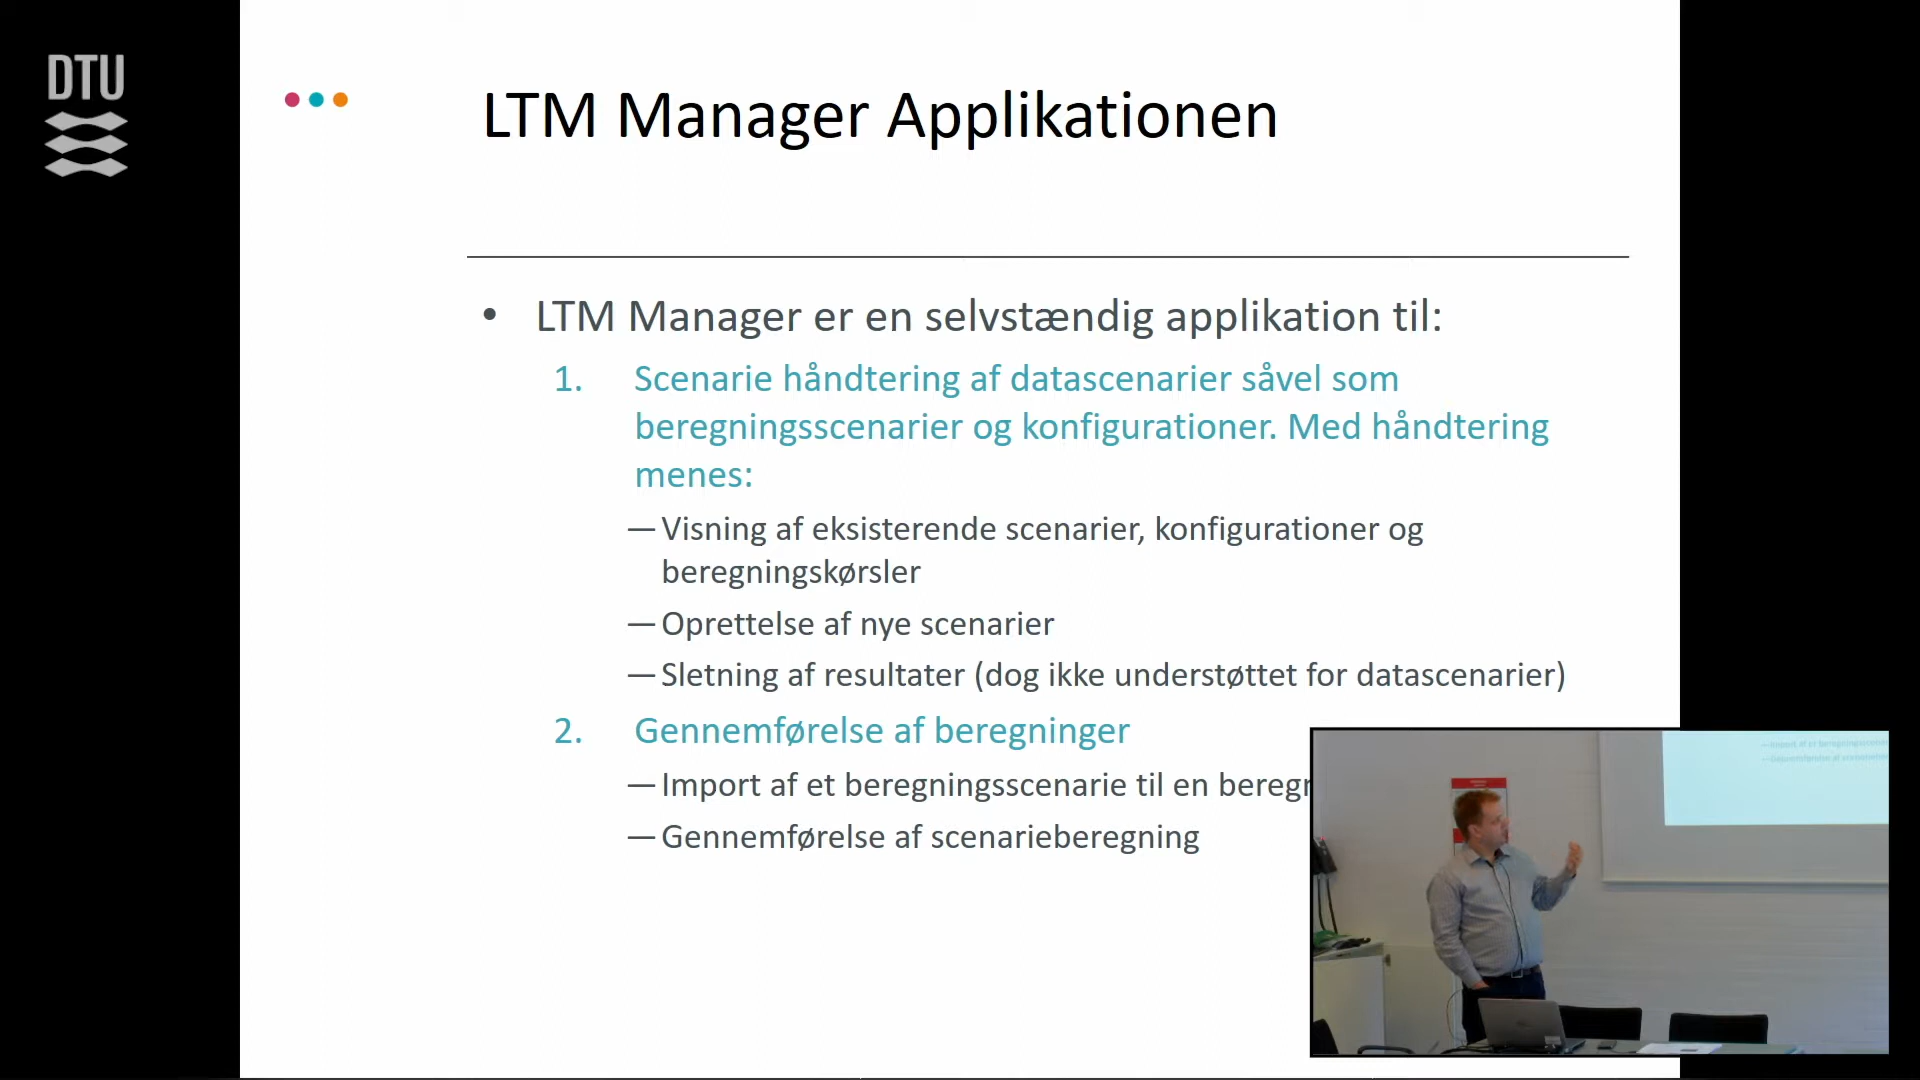 DTU
LTM Manager Applikationen
• LTM Manager er en selvstændig applikation til:
1. Scenarie håndtering af datascenarier såvel som
beregningsscenarier og konfigurationer. Med håndtering
menes:
— Visning af eksisterende scenarier, konfigurationer og
beregningskørsler
— Oprettelse af nye scenarier
— Sletning af resultater (dog ikke understøttet for datascenarier)
2. Gennemførelse af beregninger
— Import af et beregningsscenarie til en
— Gennemførelse af scenarieberegning